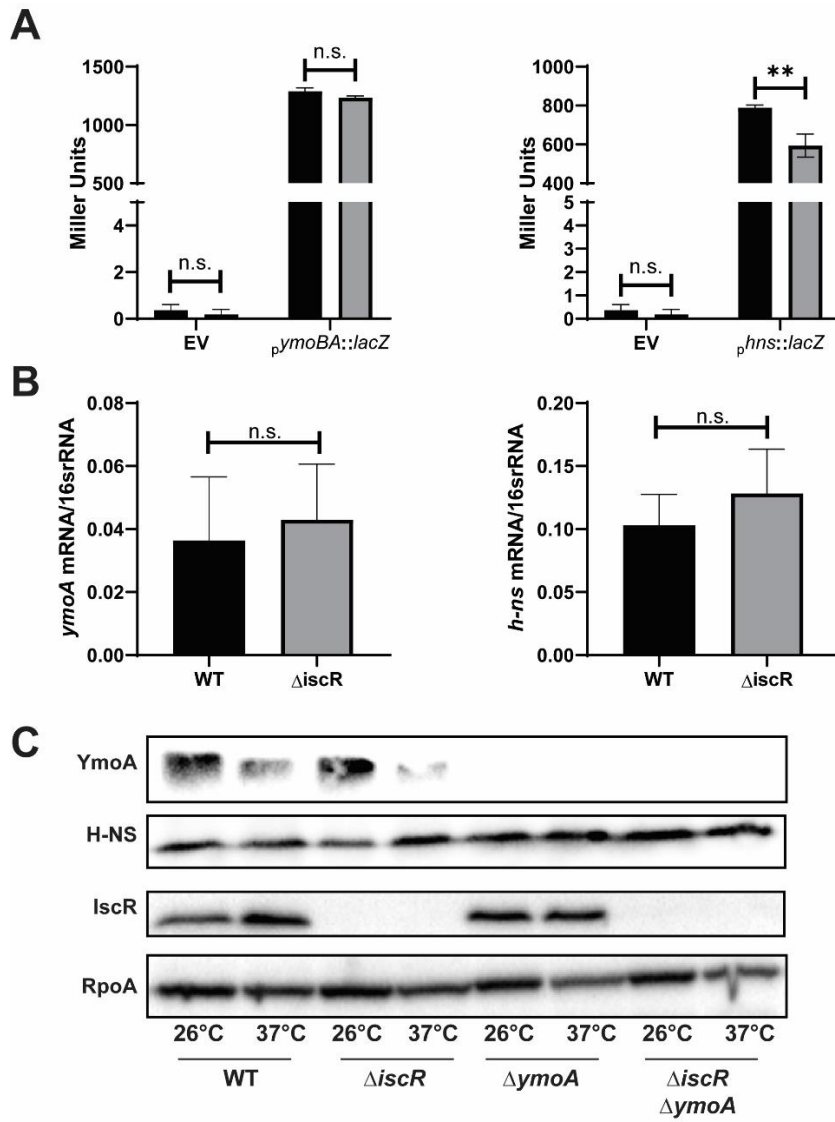 A
Miller Units
1500
1000
500
4
2
0
n.s.
n.s.
EV
pymoBA::lacZ
Miller Units
1000
800
600
400
5
4
3
2
1
0
n.s.
**
EV
phns::lacZ
B
ymoA mRNA/16srRNA
0.08
0.06
0.04
0.02
0.00
n.s.
WT
ΔiscR
h-ns mRNA/16srRNA
0.20
0.15
0.10
0.05
0.00
n.s.
WT
ΔiscR
C
YmoA
H-NS
IscR
RpoA
26°C 37°C 26°C 37°C 26°C 37°C 26°C 37°C
WT ΔiscR ΔymoA ΔiscR
ΔymoA